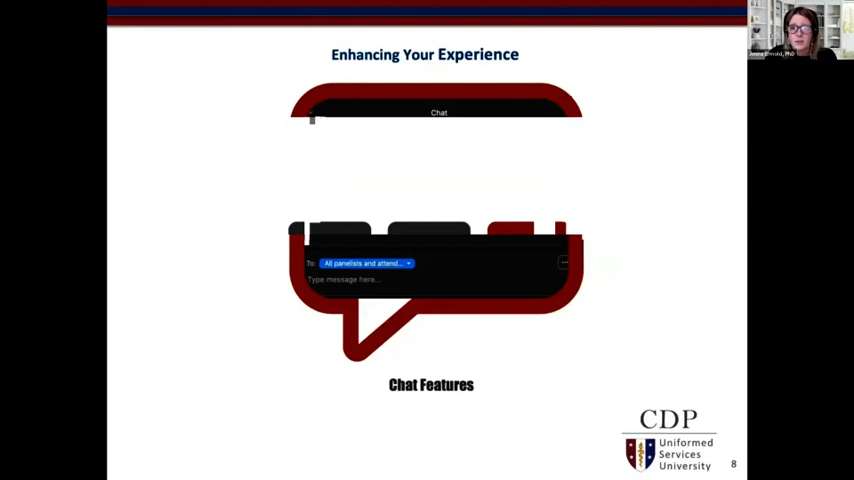 Enhancing Your Experience
Chat
To: All panelists and attend...
Type message here...
Chat Features
CDP
Uniformed
Services
University
8